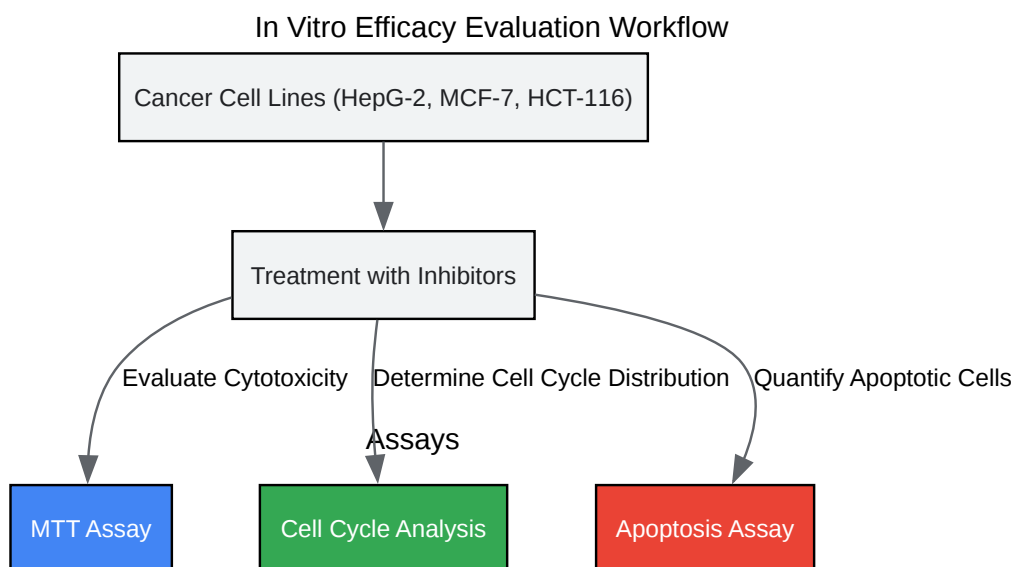 In Vitro Efficacy Evaluation Workflow
Cancer Cell Lines (HepG-2, MCF-7, HCT-116)
Treatment with Inhibitors
Evaluate Cytotoxicity
Determine Cell Cycle Distribution
Quantify Apoptotic Cells
Assays
MTT Assay
Cell Cycle Analysis
Apoptosis Assay